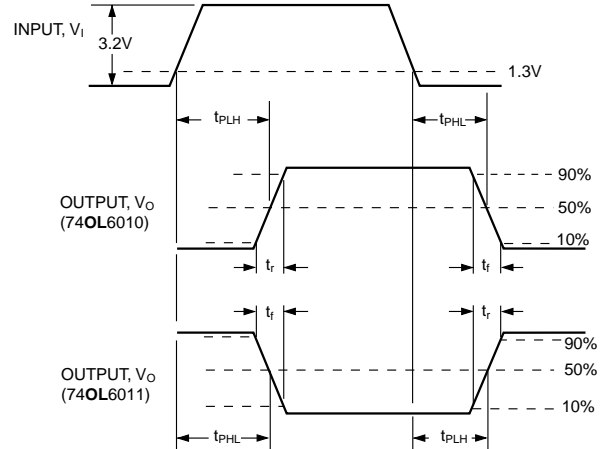 INPUT, VI
3.2V
1.3V
tPLH
tPHL
90%
OUTPUT, VO
(74OL6010)
50%
10%
tr
tf
tf
tr
90%
OUTPUT, VO
(74OL6011)
50%
10%
tPHL
tPLH